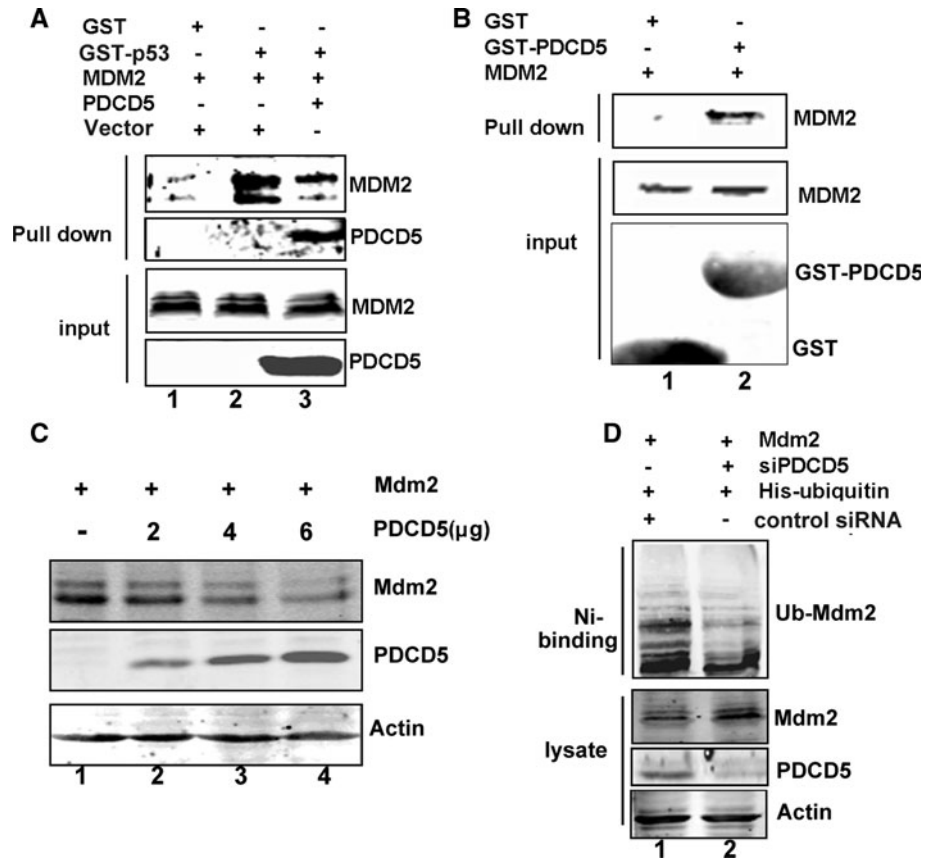 A
GST + - -
GST-p53 - + +
MDM2 + + +
PDCD5 - - +
Vector + + -
Pull down
MDM2
PDCD5
input
MDM2
PDCD5
1 2 3
B
GST + -
GST-PDCD5 - +
MDM2 + +
Pull down
MDM2
input
MDM2
GST-PDCD5
GST
1 2
C
+ + + + Mdm2
- 2 4 6 PDCD5(µg)
Mdm2
PDCD5
Actin
1 2 3 4
D
+ + Mdm2
- + siPDCD5
+ + His-ubiquitin
+ - control siRNA
Ni-
binding
Ub-Mdm2
lysate
Mdm2
PDCD5
Actin
1 2